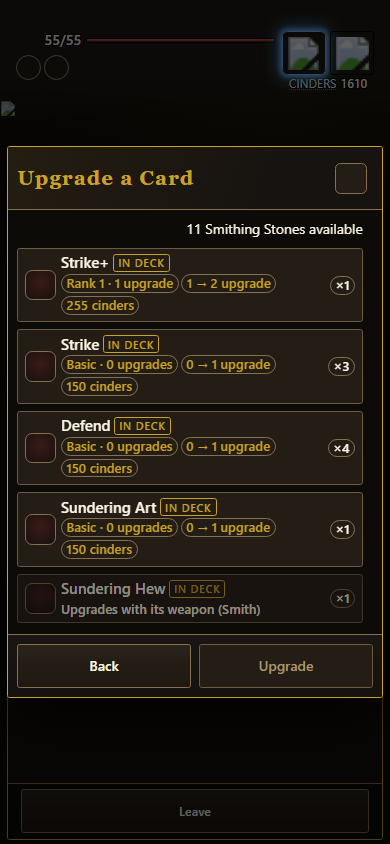 55/55
CINDERS 1610
Upgrade a Card
11 Smithing Stones available
Strike+ IN DECK
Rank 1 · 1 upgrade 1 → 2 upgrade
255 cinders
×1
Strike IN DECK
Basic · 0 upgrades 0 → 1 upgrade
150 cinders
×3
Defend IN DECK
Basic · 0 upgrades 0 → 1 upgrade
150 cinders
×4
Sundering Art IN DECK
Basic · 0 upgrades 0 → 1 upgrade
150 cinders
×1
Sundering Hew IN DECK
Upgrades with its weapon (Smith)
×1
Back Upgrade
Leave